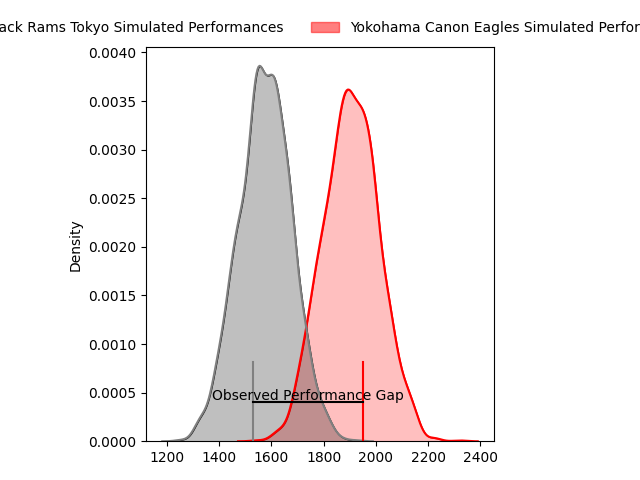 ack Rams Tokyo Simulated Performances
Yokohama Canon Eagles Simulated Perfor
0.0040
0.0035
0.0030
0.0025
0.0020
0.0015
0.0010
0.0005
0.0000
Density
Observed Performance Gap
1200 1400 1600 1800 2000 2200 2400